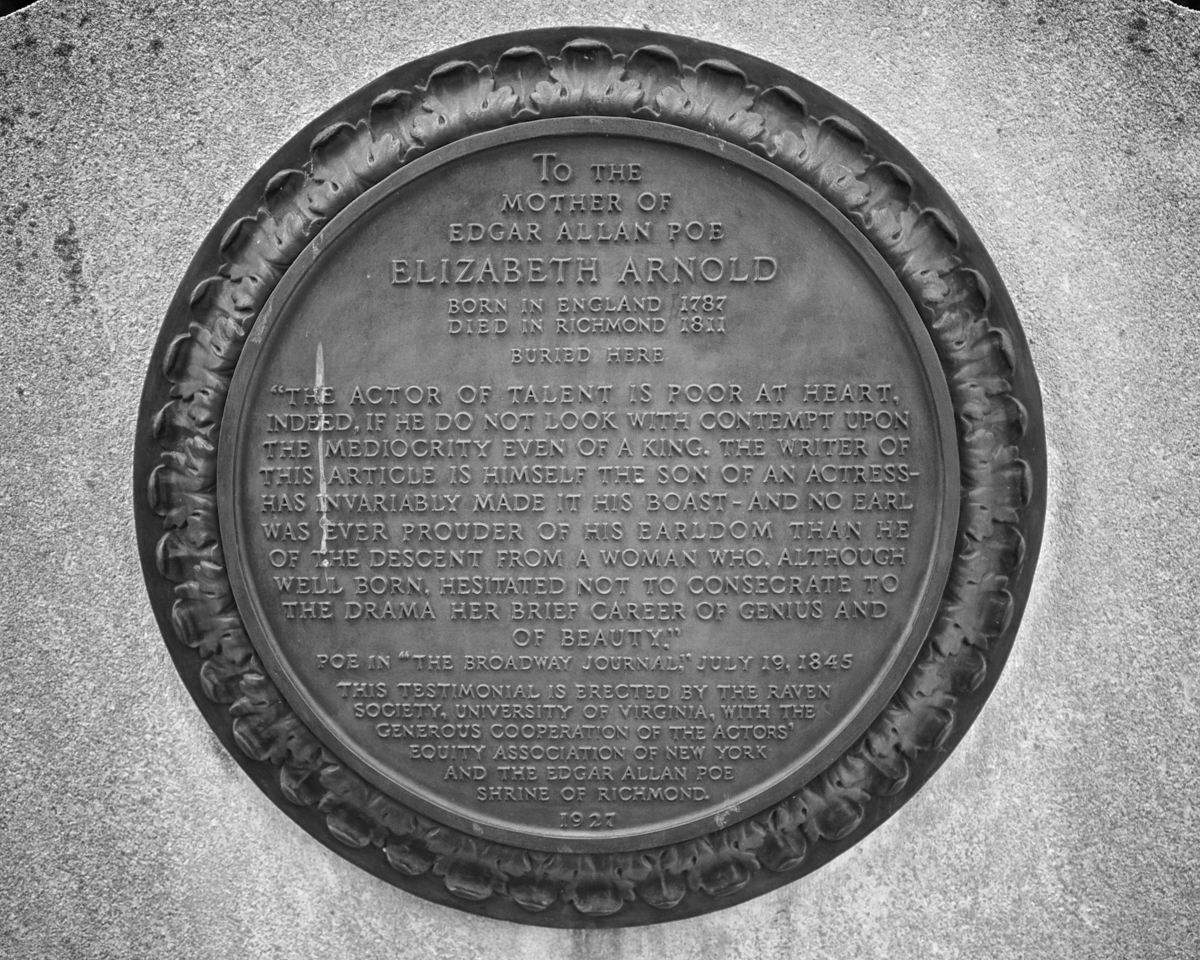 To THE
MOTHER OF
EDGAR ALLAN POE
ELIZABETH ARNOLD
BORN IN ENGLAND 1787
DIED IN RICHMOND 1811
BURIED HERE
"THE ACTOR OF TALENT IS POOR AT HEART,
INDEED, IF HE DO NOT LOOK WITH CONTEMPT UPON
THE MEDIOCRITY EVEN OF A KING. THE WRITER OF
THIS ARTICLE IS HIMSELF THE SON OF AN ACTRESS-
HAS INVARIABLY MADE IT HIS BOAST-AND NO EARL
WAS EVER PROUDER OF HIS EARLDOM THAN HE
OF THE DESCENT FROM A WOMAN WHO, ALTHOUGH
WELL BORN, HESITATED NOT TO CONSECRATE TO
THE DRAMA HER BRIEF CAREER OF GENIUS AND
OF BEAUTY."
POE IN "THE BROADWAY JOURNAL," JULY 19, 1845
THIS TESTIMONIAL IS ERECTED BY THE RAVEN
SOCIETY, UNIVERSITY OF VIRGINIA, WITH THE
GENEROUS COOPERATION OF THE ACTORS'
EQUITY ASSOCIATION OF NEW YORK
AND THE EDGAR ALLAN POE
SHRINE OF RICHMOND.
1927